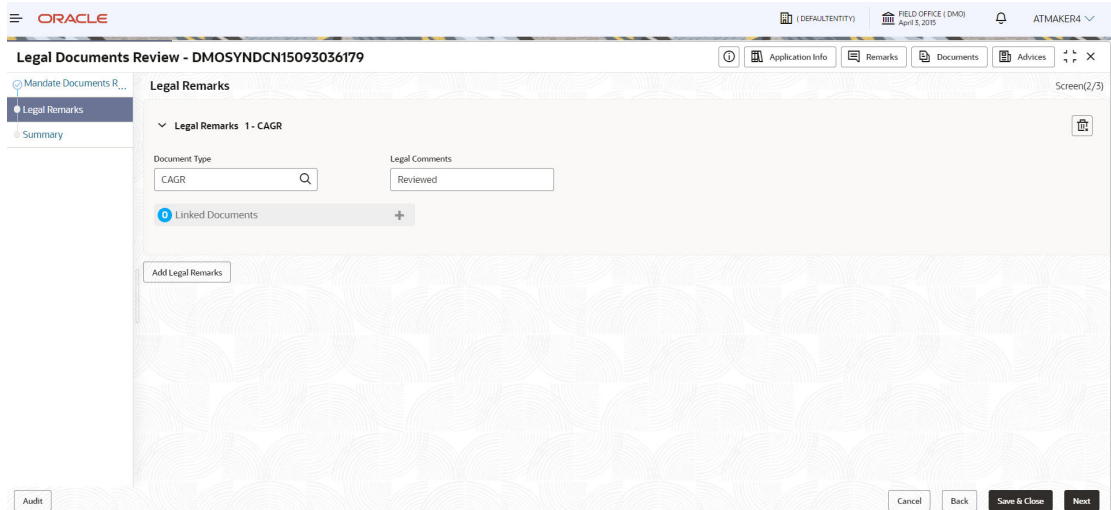 ORACLE
(DEFAULTENTITY)
FIELD OFFICE ( DMO)
April 3, 2015
ATMAKER4
Legal Documents Review - DMOSYNDCN15093036179
Application Info
Remarks
Documents
Advices
Mandate Documents R...
Legal Remarks
Summary
Legal Remarks
Screen(2/3)
Legal Remarks 1 - CAGR
Document Type
Legal Comments
CAGR
Reviewed
0 Linked Documents
Add Legal Remarks
Audit
Cancel
Back
Save & Close
Next